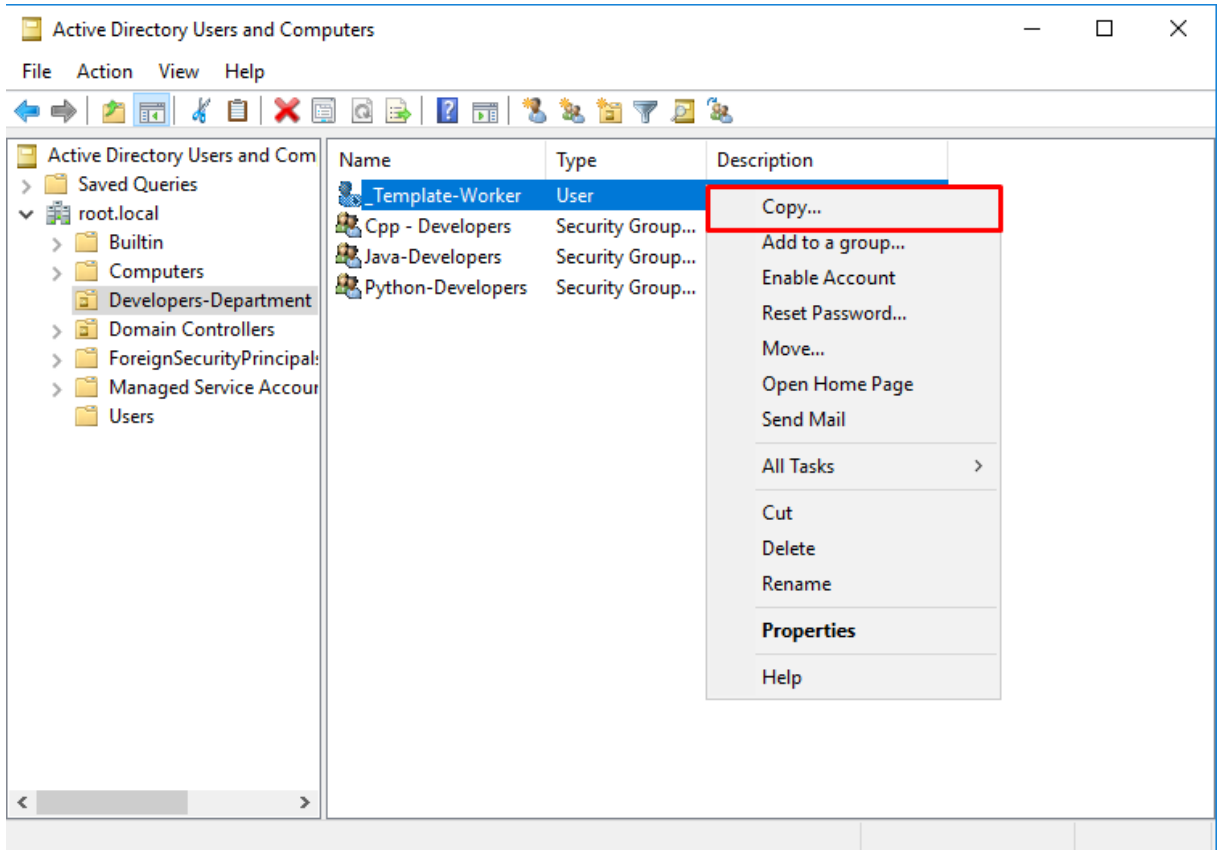 Active Directory Users and Computers
File Action View Help
Active Directory Users and Com
Saved Queries
root.local
Builtin
Computers
Developers-Department
Domain Controllers
ForeignSecurityPrincipals
Managed Service Accour
Users
Name Type Description
_Template-Worker User
Cpp - Developers Security Group...
Java-Developers Security Group...
Python-Developers Security Group...
Copy...
Add to a group...
Enable Account
Reset Password...
Move...
Open Home Page
Send Mail
All Tasks
Cut
Delete
Rename
Properties
Help